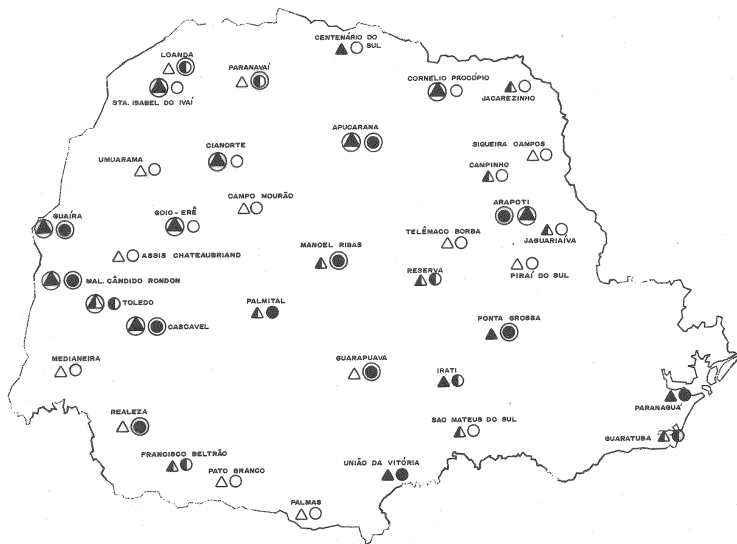 CENTENÁRIO DO
SUL
LOANDA
PARANAVAÍ
CORNÉLIO PROCÓPIO
STA. ISABEL DO IVAÍ
JACAREZINHO
APUCARANA
CIANORTE
SIQUEIRA CAMPOS
UMUARAMA
CAMPINHO
CAMPO MOURÃO
ARAPOTI
GUAÍRA
GOIO-ERÊ
TELÊMACO BORBA
JAGUARIAÍVA
ASSIS CHATEAUBRIAND
MANOEL RIBAS
RESERVA
PIRAÍ DO SUL
MAL. CÂNDIDO RONDON
TOLEDO
PALMITAL
PONTA GROSSA
CASCAVEL
MEDIANEIRA
GUARAPUAVA
IRATI
PARANAGUÁ
REALEZA
SAO MATEUS DO SUL
GUARATUBA
FRANCISCO BELTRÃO
UNIÃO DA VITÓRIA
PATO BRANCO
PALMAS